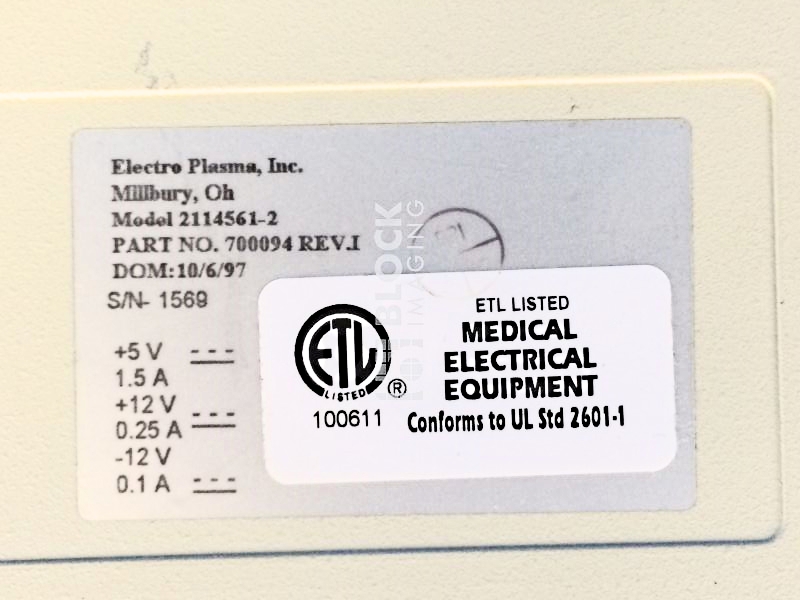 Electro Plasma, Inc.
Millbury, Oh
Model 2114561-2
PART NO. 700094 REV.I
DOM:10/6/97
S/N- 1569
+5 V
1.5 A
+12 V
0.25 A
-12 V
0.1 A
ETL
LISTED
®
100611
ETL LISTED
MEDICAL
ELECTRICAL
EQUIPMENT
Conforms to UL Std 2601-1
BLOCK
IMAGING